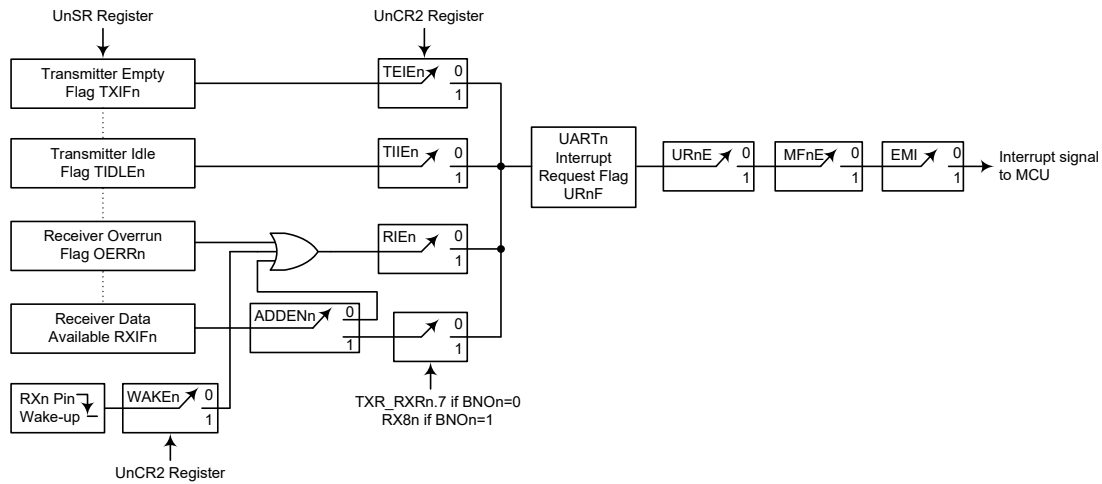 UnSR Register
UnCR2 Register
Transmitter Empty
Flag TXIFn
TEIEn
0
1
Transmitter Idle
Flag TIDLEn
TIIEn
0
1
UARTn
Interrupt
Request Flag
URnF
URnE
0
1
MFnE
0
1
EMI
0
1
Interrupt signal
to MCU
Receiver Overrun
Flag OERRn
RIEn
0
1
Receiver Data
Available RXIFn
ADDENn
0
1
0
1
RXn Pin
Wake-up
WAKEn
0
1
TXR_RXRn.7 if BNOn=0
RX8n if BNOn=1
UnCR2 Register